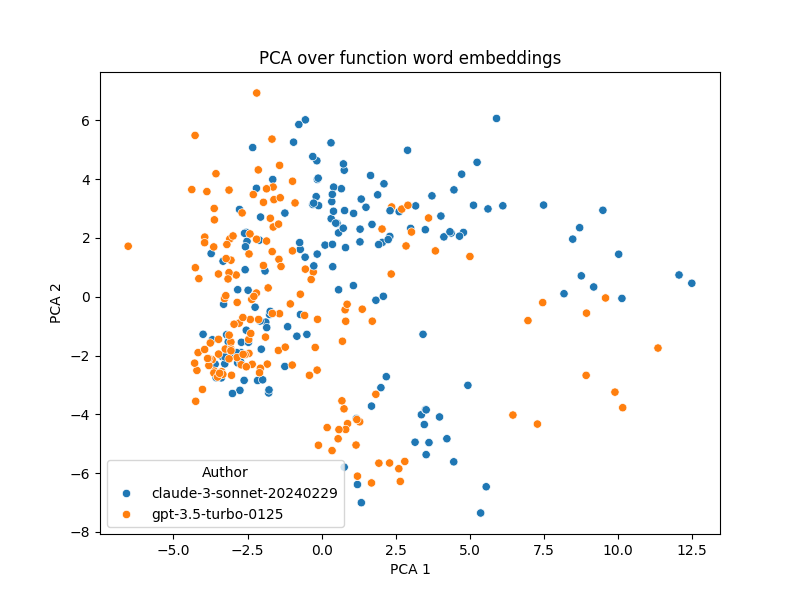 PCA over function word embeddings
PCA 2
6
4
2
0
−2
−4
−6
−8
Author
claude-3-sonnet-20240229
gpt-3.5-turbo-0125
−5.0 −2.5 0.0 2.5 5.0 7.5 10.0 12.5
PCA 1